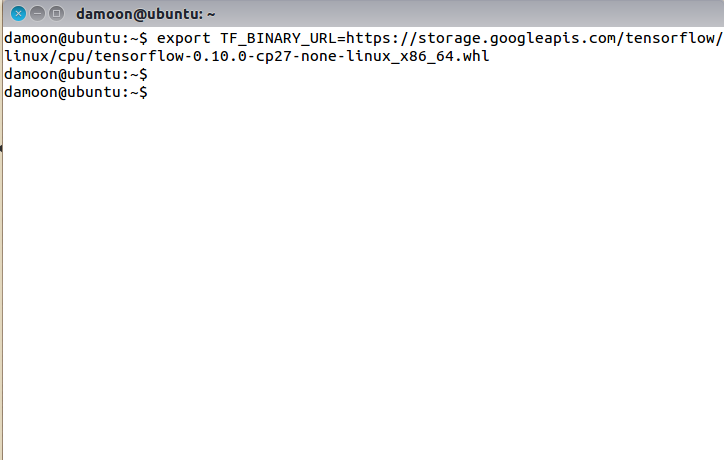 damoon@ubuntu: ~
damoon@ubuntu:~$ export TF_BINARY_URL=https://storage.googleapis.com/tensorflow/
linux/cpu/tensorflow-0.10.0-cp27-none-linux_x86_64.whl
damoon@ubuntu:~$
damoon@ubuntu:~$